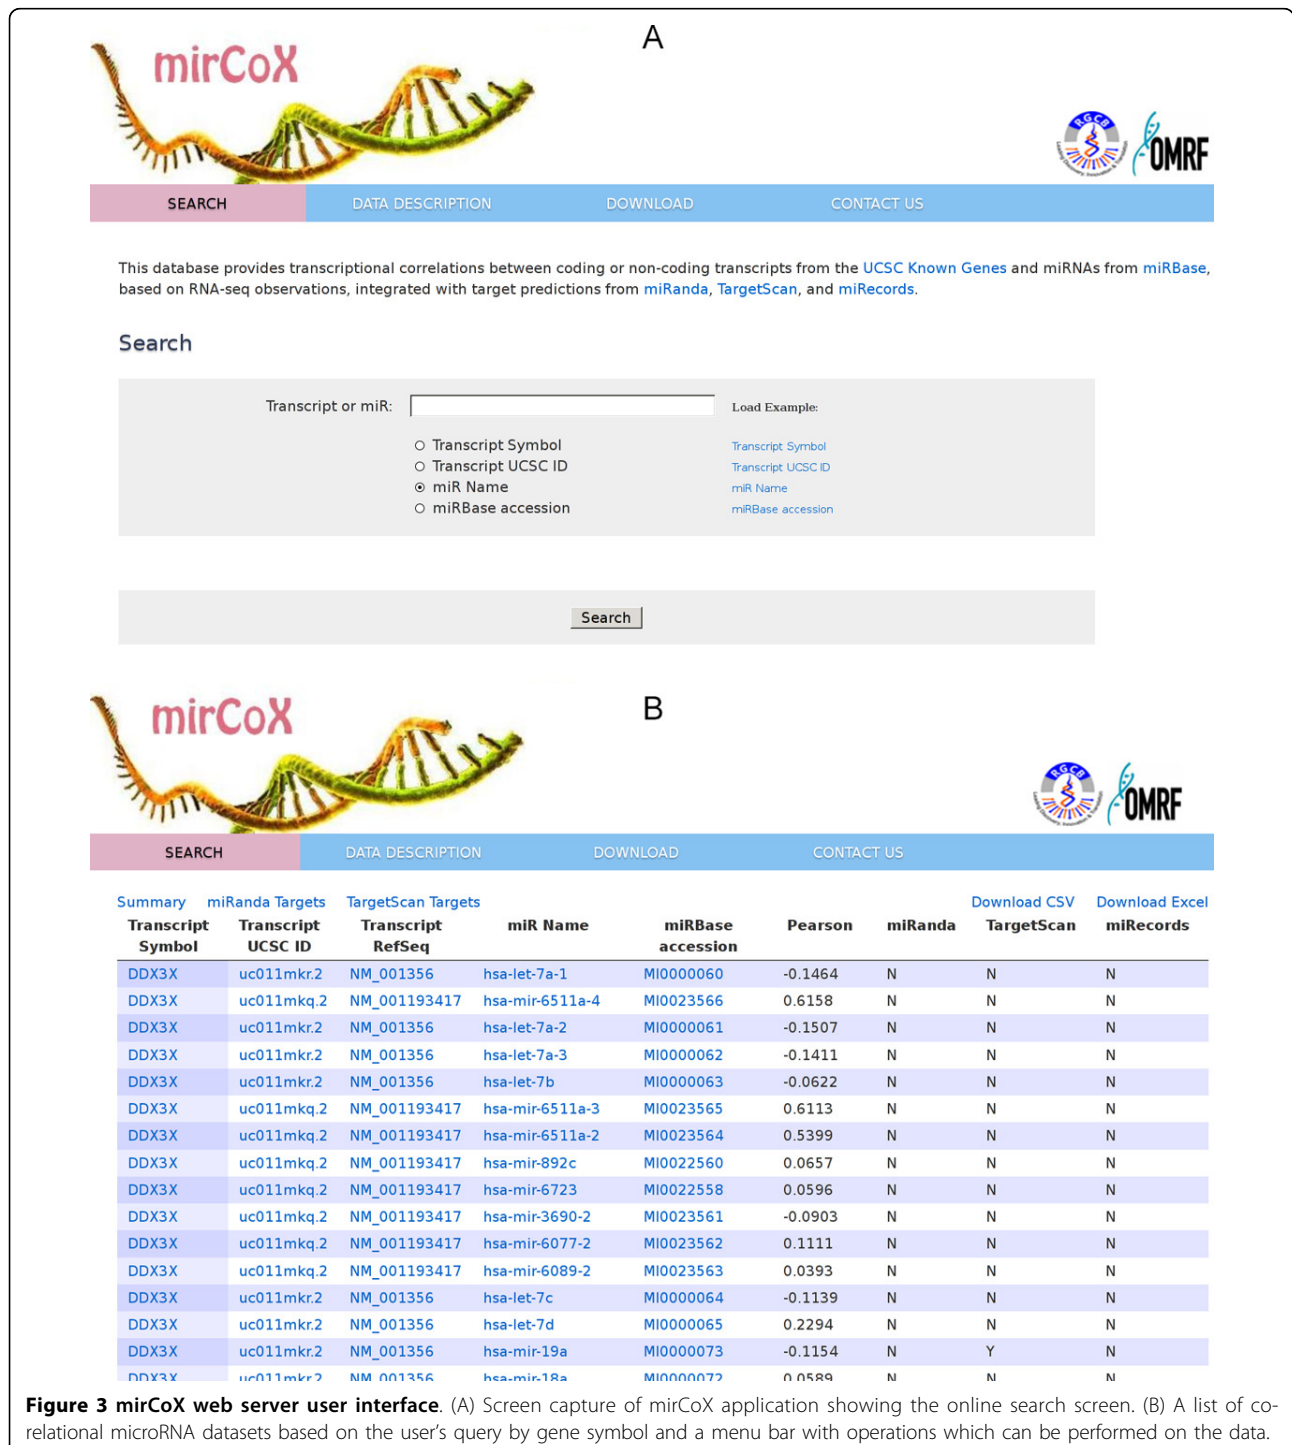 A
mirCoX
RGCB
OMRF
SEARCH DATA DESCRIPTION DOWNLOAD CONTACT US
This database provides transcriptional correlations between coding or non-coding transcripts from the UCSC Known Genes and miRNAs from miRBase,
based on RNA-seq observations, integrated with target predictions from miRanda, TargetScan, and miRecords.
Search
Transcript or miR: Load Example:
Transcript Symbol Transcript Symbol
Transcript UCSC ID Transcript UCSC ID
miR Name miR Name
miRBase accession miRBase accession
Search
B
mirCoX
RGCB
OMRF
SEARCH DATA DESCRIPTION DOWNLOAD CONTACT US
Summary miRanda Targets TargetScan Targets Download CSV Download Excel
Transcript Transcript Transcript miR Name miRBase Pearson miRanda TargetScan miRecords
Symbol UCSC ID RefSeq accession
DDX3X uc011mkr.2 NM_001356 hsa-let-7a-1 MI0000060 -0.1464 N N N
DDX3X uc011mkq.2 NM_001193417 hsa-mir-6511a-4 MI0023566 0.6158 N N N
DDX3X uc011mkr.2 NM_001356 hsa-let-7a-2 MI0000061 -0.1507 N N N
DDX3X uc011mkr.2 NM_001356 hsa-let-7a-3 MI0000062 -0.1411 N N N
DDX3X uc011mkr.2 NM_001356 hsa-let-7b MI0000063 -0.0622 N N N
DDX3X uc011mkq.2 NM_001193417 hsa-mir-6511a-3 MI0023565 0.6113 N N N
DDX3X uc011mkq.2 NM_001193417 hsa-mir-6511a-2 MI0023564 0.5399 N N N
DDX3X uc011mkq.2 NM_001193417 hsa-mir-892c MI0022560 0.0657 N N N
DDX3X uc011mkq.2 NM_001193417 hsa-mir-6723 MI0022558 0.0596 N N N
DDX3X uc011mkq.2 NM_001193417 hsa-mir-3690-2 MI0023561 -0.0903 N N N
DDX3X uc011mkq.2 NM_001193417 hsa-mir-6077-2 MI0023562 0.1111 N N N
DDX3X uc011mkq.2 NM_001193417 hsa-mir-6089-2 MI0023563 0.0393 N N N
DDX3X uc011mkr.2 NM_001356 hsa-let-7c MI0000064 -0.1139 N N N
DDX3X uc011mkr.2 NM_001356 hsa-let-7d MI0000065 0.2294 N N N
DDX3X uc011mkr.2 NM_001356 hsa-mir-19a MI0000073 -0.1154 N Y N
DDX3X uc011mkr.2 NM_001356 hsa-mir-18a MI0000072 0.0589 N N N
Figure 3 mirCoX web server user interface. (A) Screen capture of mirCoX application showing the online search screen. (B) A list of co-
relational microRNA datasets based on the user's query by gene symbol and a menu bar with operations which can be performed on the data.